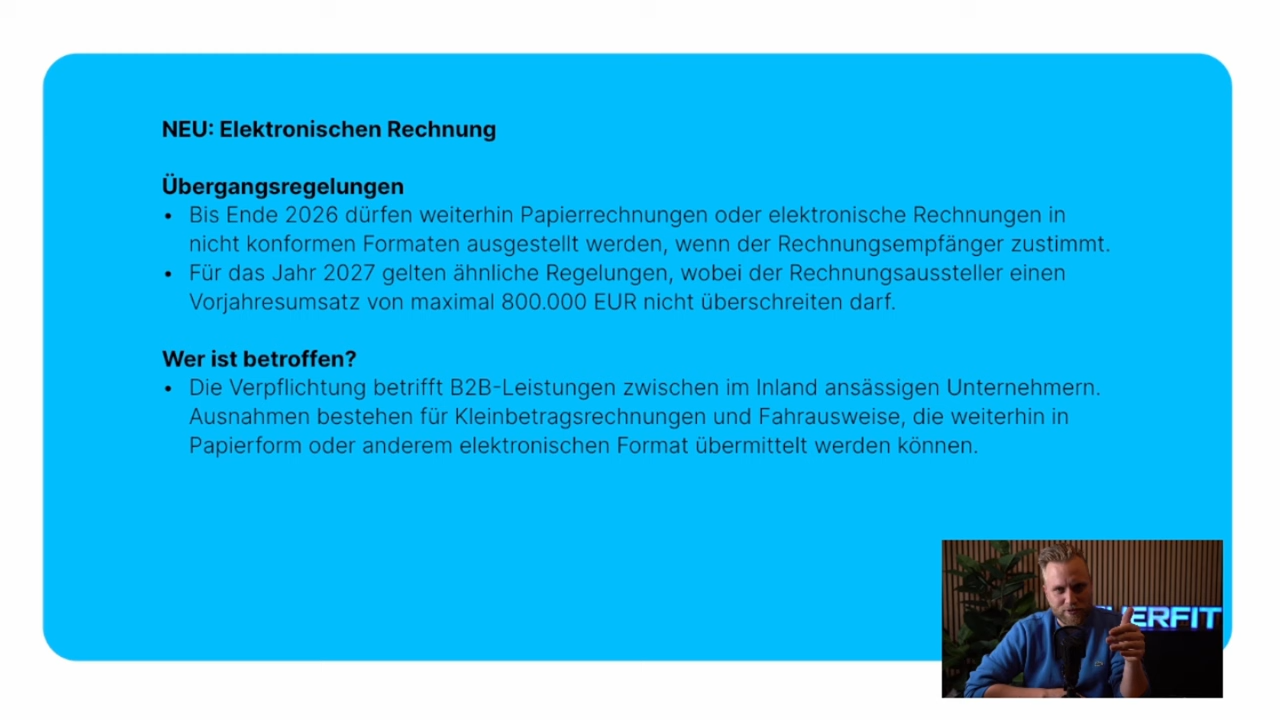 NEU: Elektronischen Rechnung
Übergangsregelungen
• Bis Ende 2026 dürfen weiterhin Papierrechnungen oder elektronische Rechnungen in
nicht konformen Formaten ausgestellt werden, wenn der Rechnungsempfänger zustimmt.
• Für das Jahr 2027 gelten ähnliche Regelungen, wobei der Rechnungsaussteller einen
Vorjahresumsatz von maximal 800.000 EUR nicht überschreiten darf.
Wer ist betroffen?
• Die Verpflichtung betrifft B2B-Leistungen zwischen im Inland ansässigen Unternehmern.
Ausnahmen bestehen für Kleinbetragsrechnungen und Fahrausweise, die weiterhin in
Papierform oder anderem elektronischen Format übermittelt werden können.